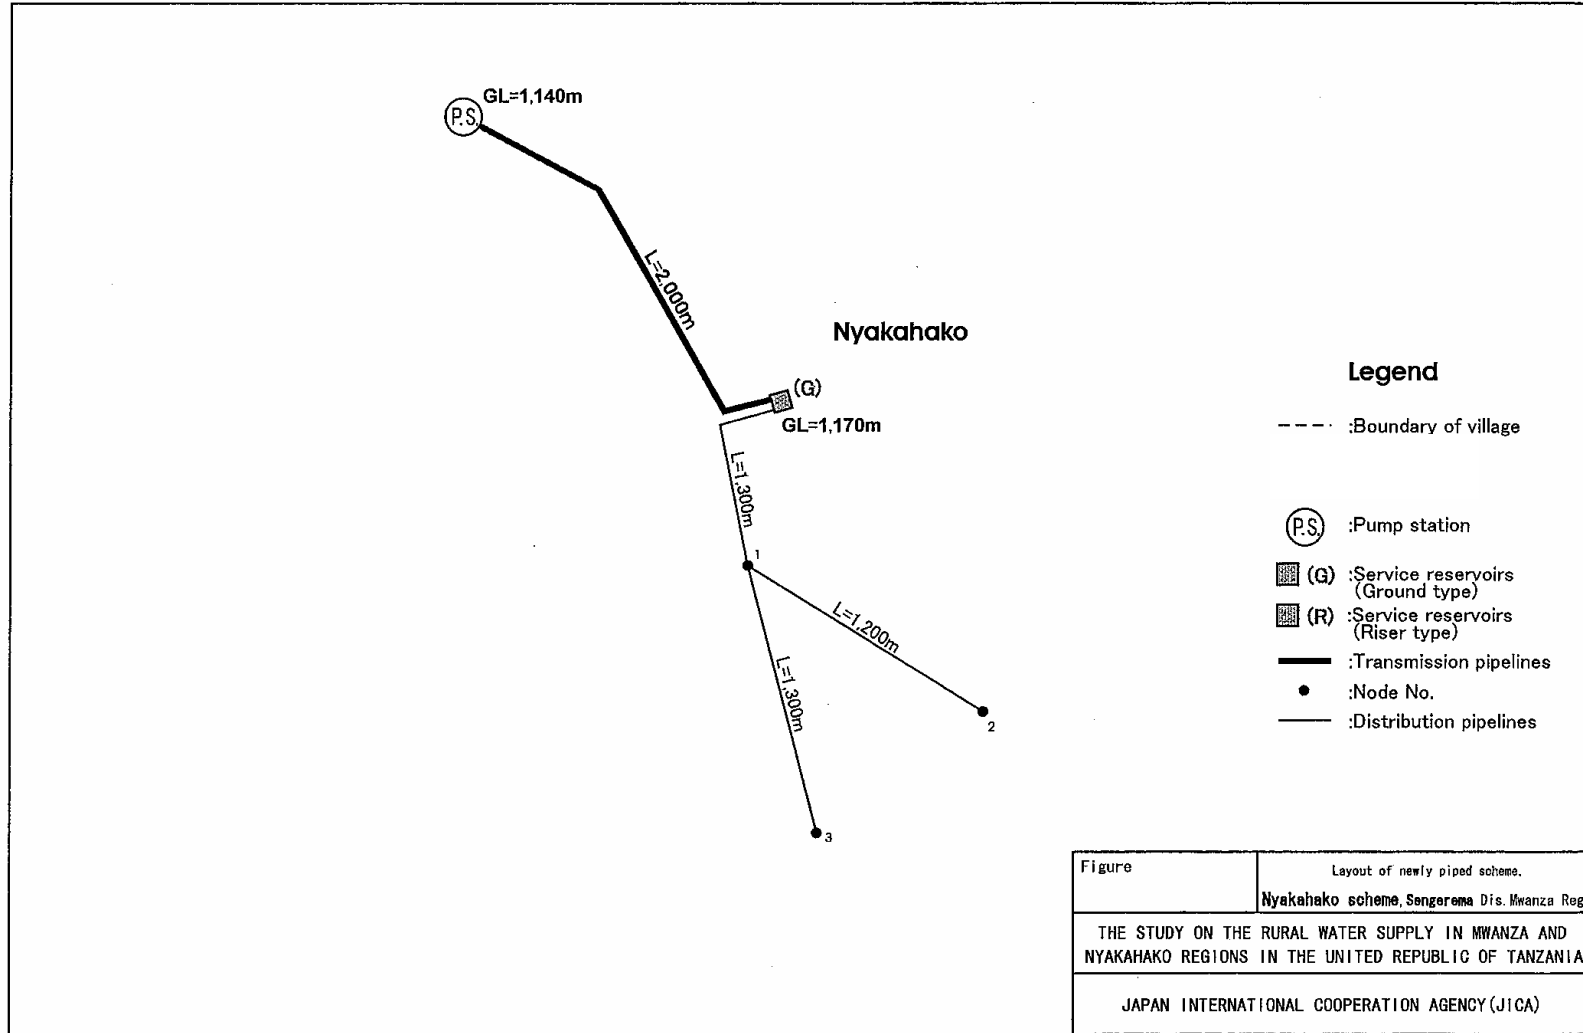 GL=1,140m
P.S.
L=2,000m
Nyakahako
(G)
GL=1,170m
L=1,300m
1
L=1,200m
2
L=1,300m
3
Legend
:Boundary of village
P.S. :Pump station
(G) :Service reservoirs
(Ground type)
(R) :Service reservoirs
(Riser type)
:Transmission pipelines
:Node No.
:Distribution pipelines
Figure
Layout of newly piped scheme.
Nyakahako scheme, Sengerema Dis. Mwanza Reg
THE STUDY ON THE RURAL WATER SUPPLY IN MWANZA AND
NYAKAHAKO REGIONS IN THE UNITED REPUBLIC OF TANZANIA
JAPAN INTERNATIONAL COOPERATION AGENCY(JICA)